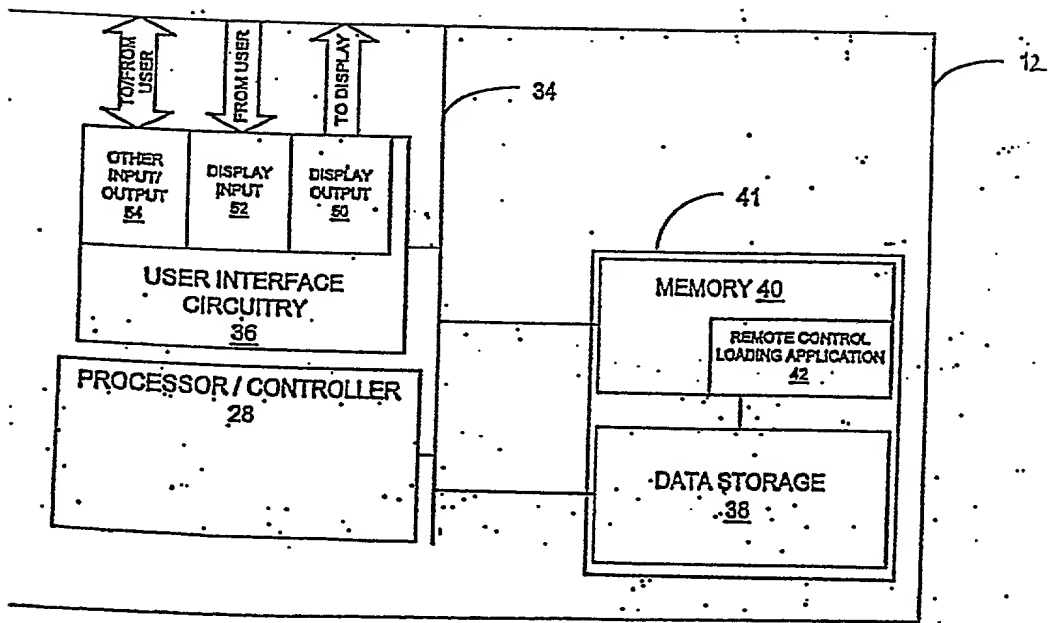 TO/FROM
USER
FROM USER
TO DISPLAY
34
12
OTHER
INPUT/
OUTPUT
54
DISPLAY
INPUT
52
DISPLAY
OUTPUT
50
USER INTERFACE
CIRCUITRY
36
41
MEMORY 40
REMOTE CONTROL
LOADING APPLICATION
42
PROCESSOR / CONTROLLER
28
DATA STORAGE
38